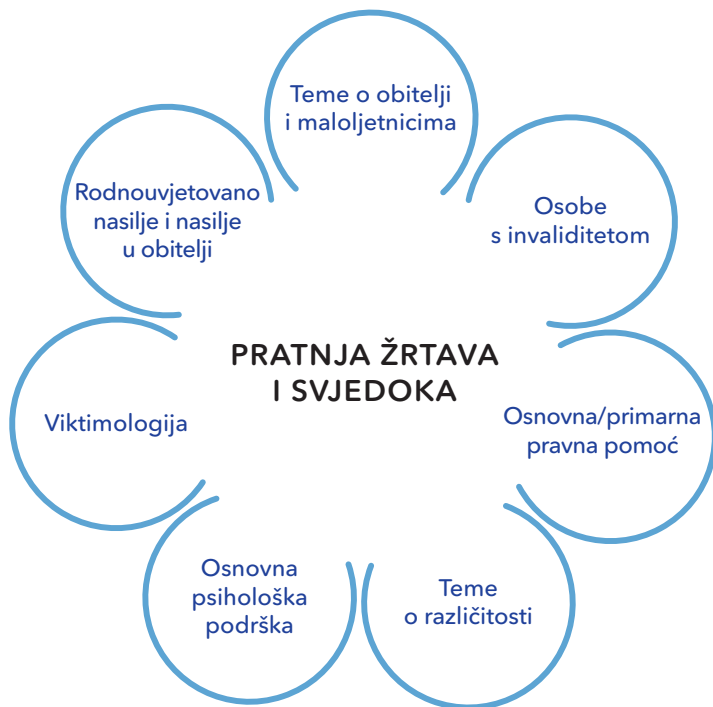 Teme o obitelji
i maloljetnicima
Rodnouvjetovano
nasilje i nasilje
u obitelji
Osobe
s invaliditetom
PRATNJA ŽRTAVA
I SVJEDOKA
Viktimologija
Osnovna/primarna
pravna pomoć
Osnovna
psihološka
podrška
Teme
o različitosti